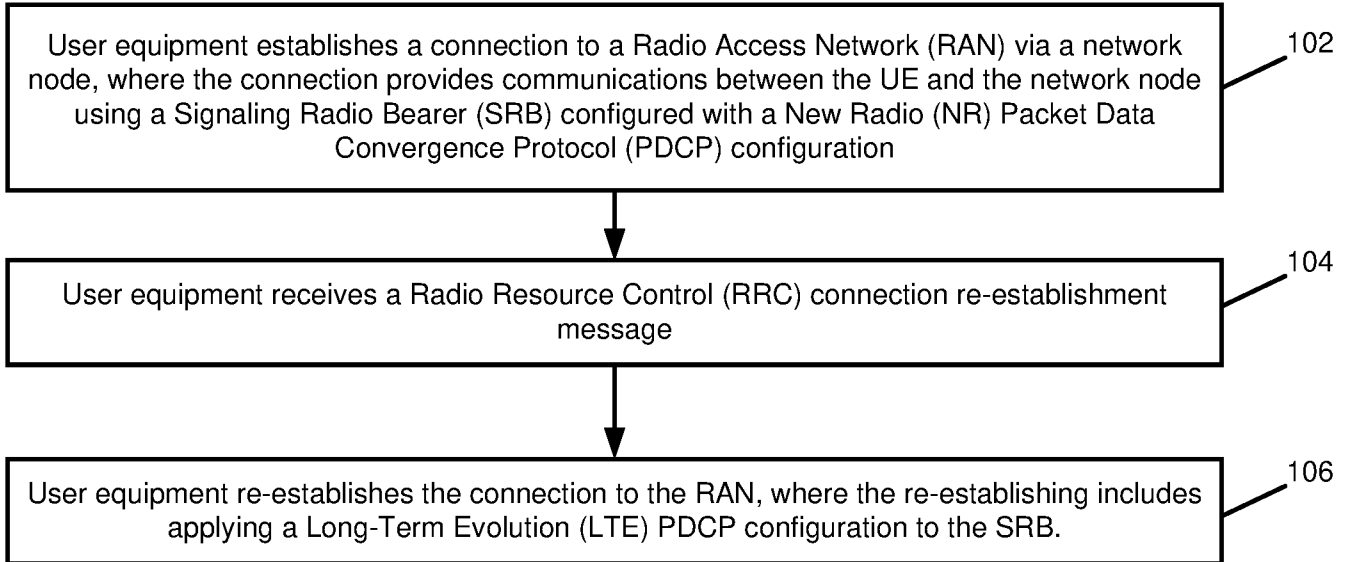 User equipment establishes a connection to a Radio Access Network (RAN) via a network
node, where the connection provides communications between the UE and the network node
using a Signaling Radio Bearer (SRB) configured with a New Radio (NR) Packet Data
Convergence Protocol (PDCP) configuration
102
User equipment receives a Radio Resource Control (RRC) connection re-establishment
message
104
User equipment re-establishes the connection to the RAN, where the re-establishing includes
applying a Long-Term Evolution (LTE) PDCP configuration to the SRB.
106